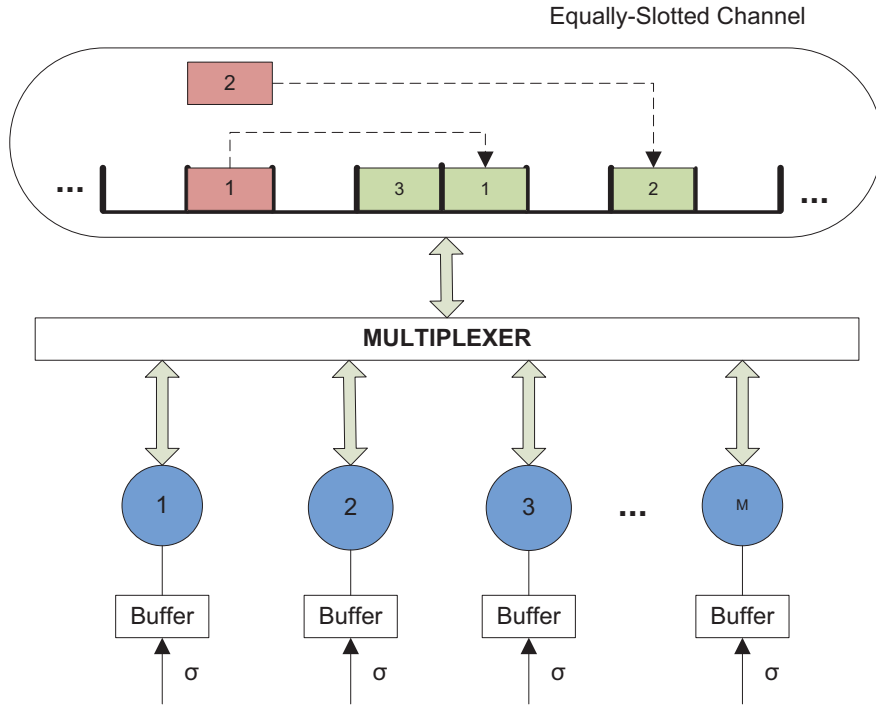 Equally-Slotted Channel
2
... 1 3 1 2 ...
MULTIPLEXER
1 2 3 ... M
Buffer Buffer Buffer Buffer
σ σ σ σ